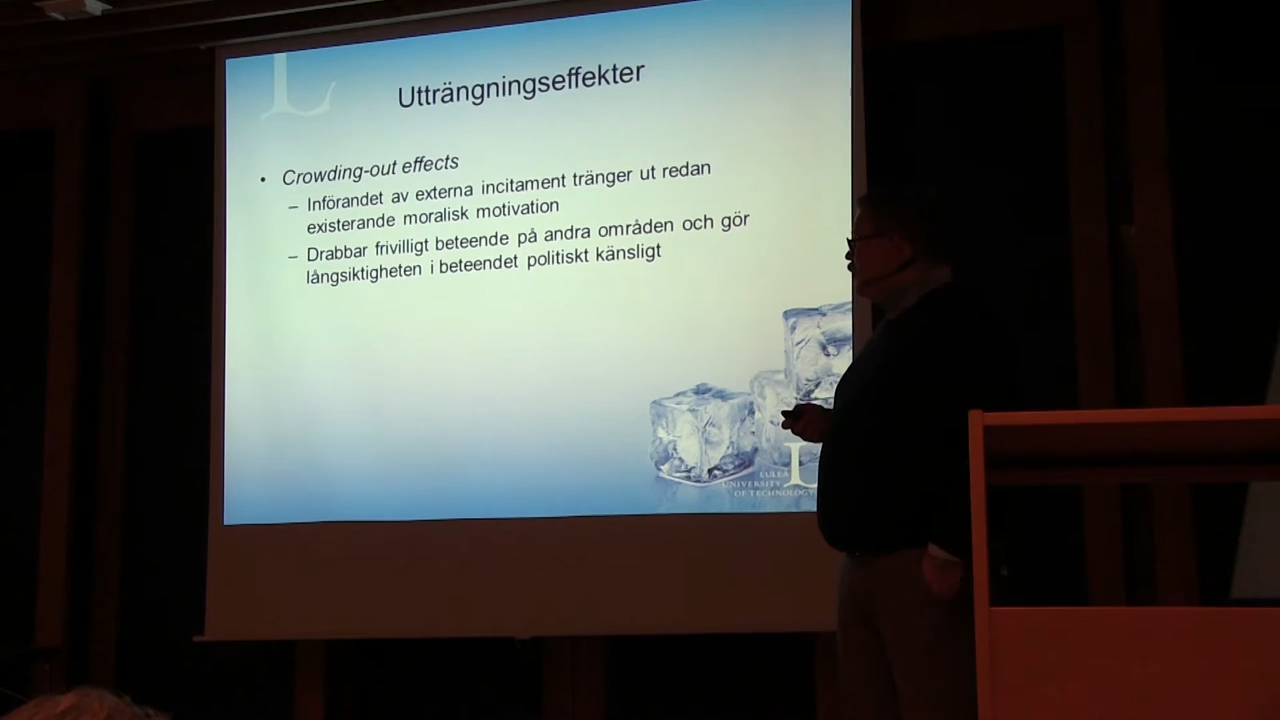 L
Utträngningseffekter
• Crowding-out effects
– Införandet av externa incitament tränger ut redan
existerande moralisk motivation
– Drabbar frivilligt beteende på andra områden och gör
långsiktigheten i beteendet politiskt känsligt
L
LULEÅ
UNIVERSITY
OF TECHNOLOGY